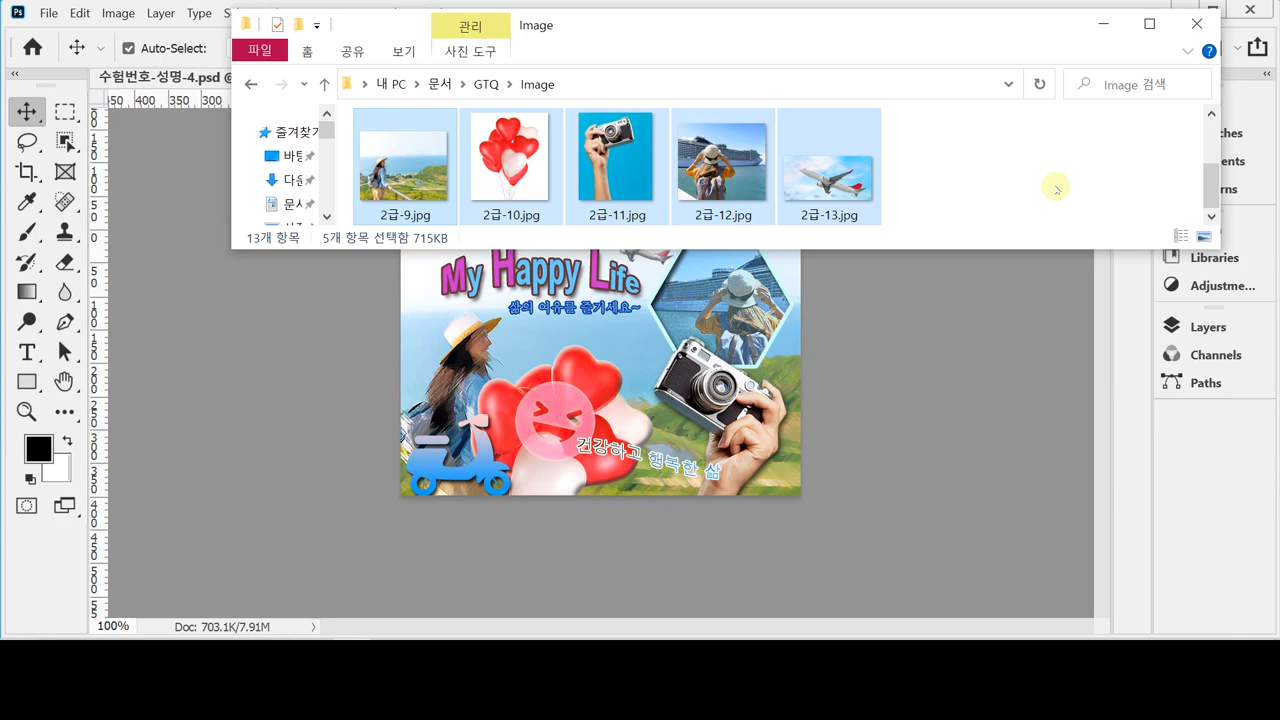 File Edit Image Layer Type
관리 Image
파일 홈 공유 보기 사진 도구
Auto-Select:
수험번호-성명-4.psd @
내 PC 문서 GTQ Image Image 검색
450 400 350 300
즐겨찾기
바탕
다운
문서
2급-9.jpg 2급-10.jpg 2급-11.jpg 2급-12.jpg 2급-13.jpg
13개 항목 5개 항목 선택함 715KB
ches
ents
rns
Libraries
Adjustme...
Layers
Channels
Paths
My Happy Life
삶의 여유를 즐기세요~
건강하고 행복한 삶
100% Doc: 703.1K/7.91M